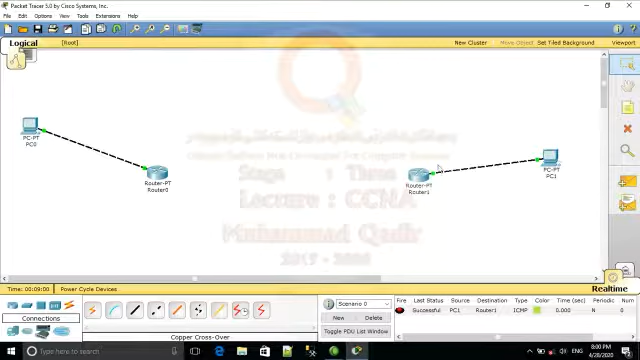 Packet Tracer 5.0 by Cisco Systems, Inc.
File Edit Options View Tools Extensions Help
Logical [Root] New Cluster Move Object Set Tiled Background Viewport
PC-PT
PC0
Router-PT
Router0
Router-PT
Router1
PC-PT
PC1
Stage : Three
Lecture : CCNA
Muhammad Qadir
Time: 00:09:00 Power Cycle Devices Realtime
Connections
Copper Cross-Over
Scenario 0
New Delete
Toggle PDU List Window
Fire Last Status Source Destination Type Color Time (sec) Periodic Num
Successful PC1 Router1 ICMP 0.000 N 0
Type here to search
ENG
8:00 PM
4/28/2020